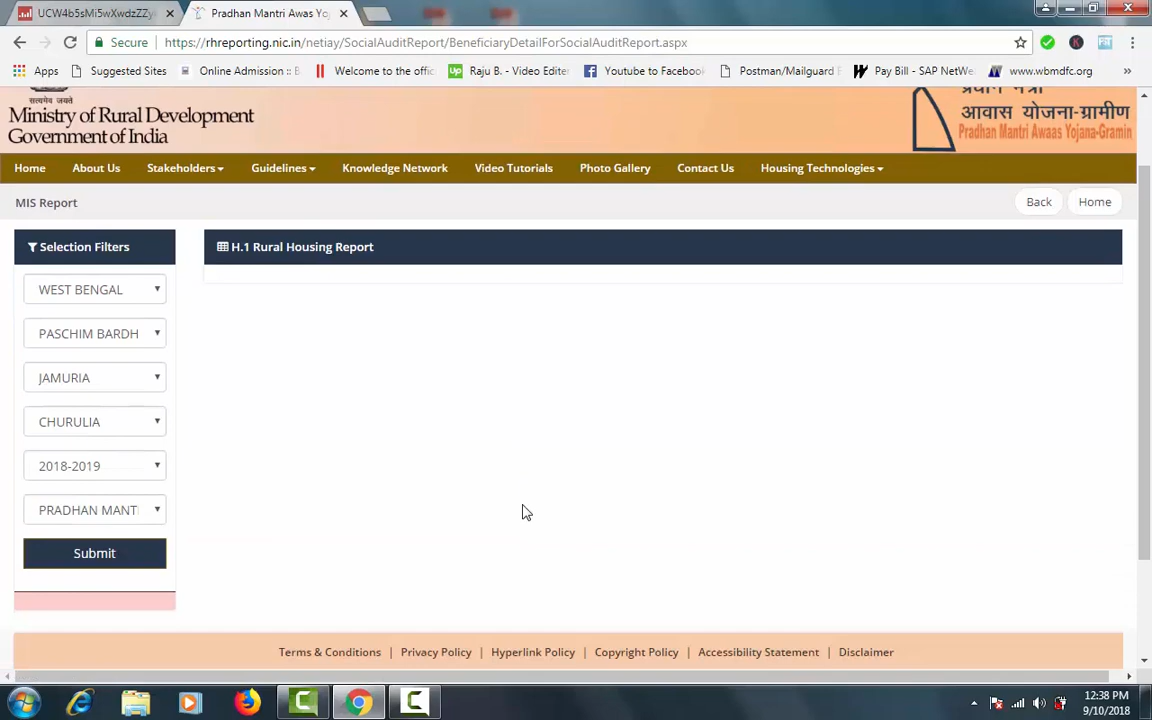 UCW4b5sMi5wXwdzZZy
Pradhan Mantri Awas Yo
Secure
https://rhreporting.nic.in/netiay/SocialAuditReport/BeneficiaryDetailForSocialAuditReport.aspx
Apps
Suggested Sites
Online Admission :: B
Welcome to the offic
Raju B. - Video Edite
Youtube to Facebook
Postman/Mailguard
Pay Bill - SAP NetWe
www.wbmdfc.org
सत्यमेव जयते
Ministry of Rural Development
Government of India
प्रधान मंत्री
आवास योजना-ग्रामीण
Pradhan Mantri Awaas Yojana-Gramin
Home
About Us
Stakeholders
Guidelines
Knowledge Network
Video Tutorials
Photo Gallery
Contact Us
Housing Technologies
MIS Report
Back
Home
Selection Filters
H.1 Rural Housing Report
WEST BENGAL
PASCHIM BARDH
JAMURIA
CHURULIA
2018-2019
PRADHAN MANT
Submit
Terms & Conditions | Privacy Policy | Hyperlink Policy | Copyright Policy | Accessibility Statement | Disclaimer
12:38 PM
9/10/2018